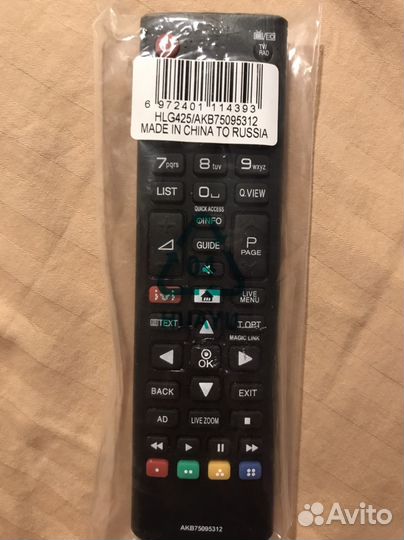 TV/
RAD
6 972401 114393
HLG425/AKB75095312
MADE IN CHINA TO RUSSIA
7pqrs 8tuv 9wxyz
LIST 0 Q.VIEW
QUICK ACCESS
INFO
GUIDE P
PAGE
LIVE
MENU
TEXT T.OPT
MAGIC LINK
OK
BACK EXIT
AD LIVE ZOOM
AKB75095312
Avito